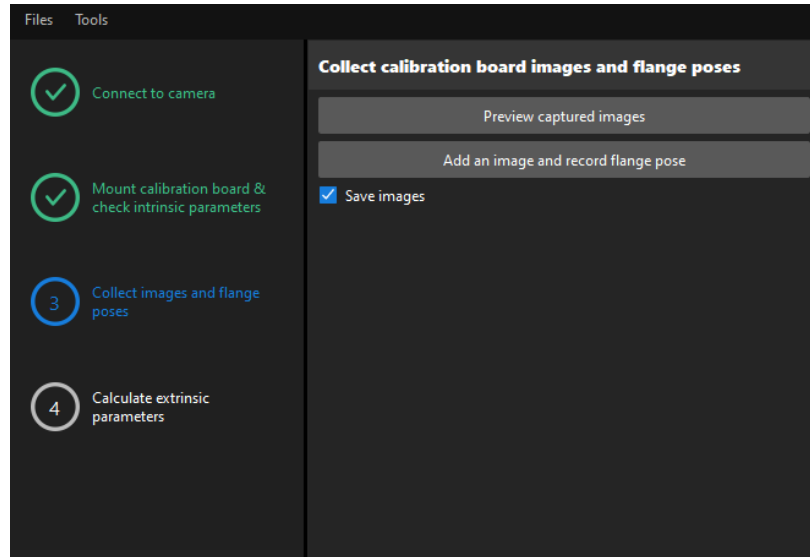 Files Tools
Connect to camera
Mount calibration board &
check intrinsic parameters
3
Collect images and flange
poses
4
Calculate extrinsic
parameters
Collect calibration board images and flange poses
Preview captured images
Add an image and record flange pose
Save images